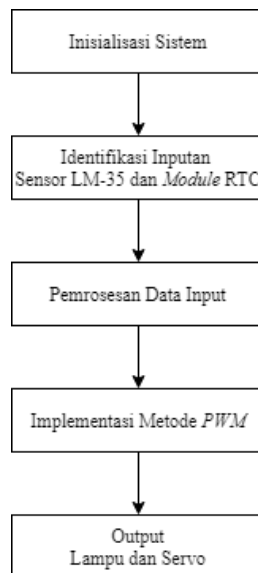 Inisialisasi Sistem
Identifikasi Inputan
Sensor LM-35 dan Module RTC
Pemrosesan Data Input
Implementasi Metode PWM
Output
Lampu dan Servo